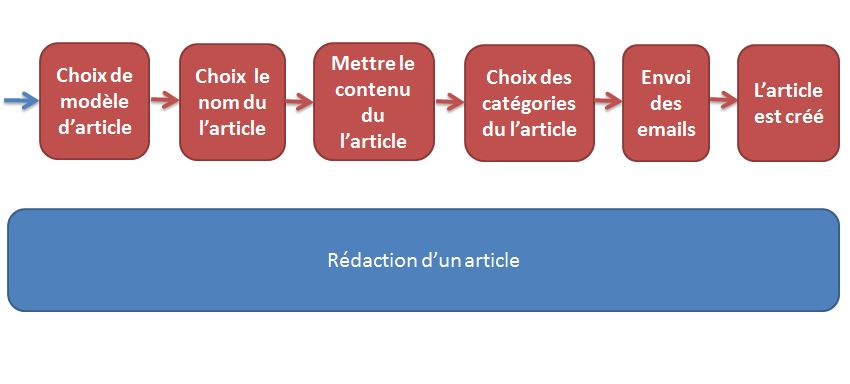 Choix de
modèle
d’article
Choix le
nom du
l’article
Mettre le
contenu
du
l’article
Choix des
catégories
du l’article
Envoi
des
emails
L’article
est créé
Rédaction d’un article